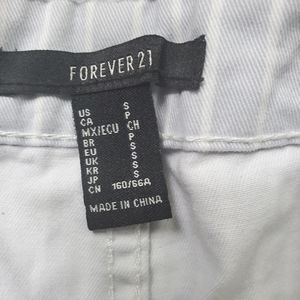 FOREVER 21
US S
CA P
MX/ECU CH
BR P
EU S
UK S
KR S
JP S
CN 160/66A
MADE IN CHINA